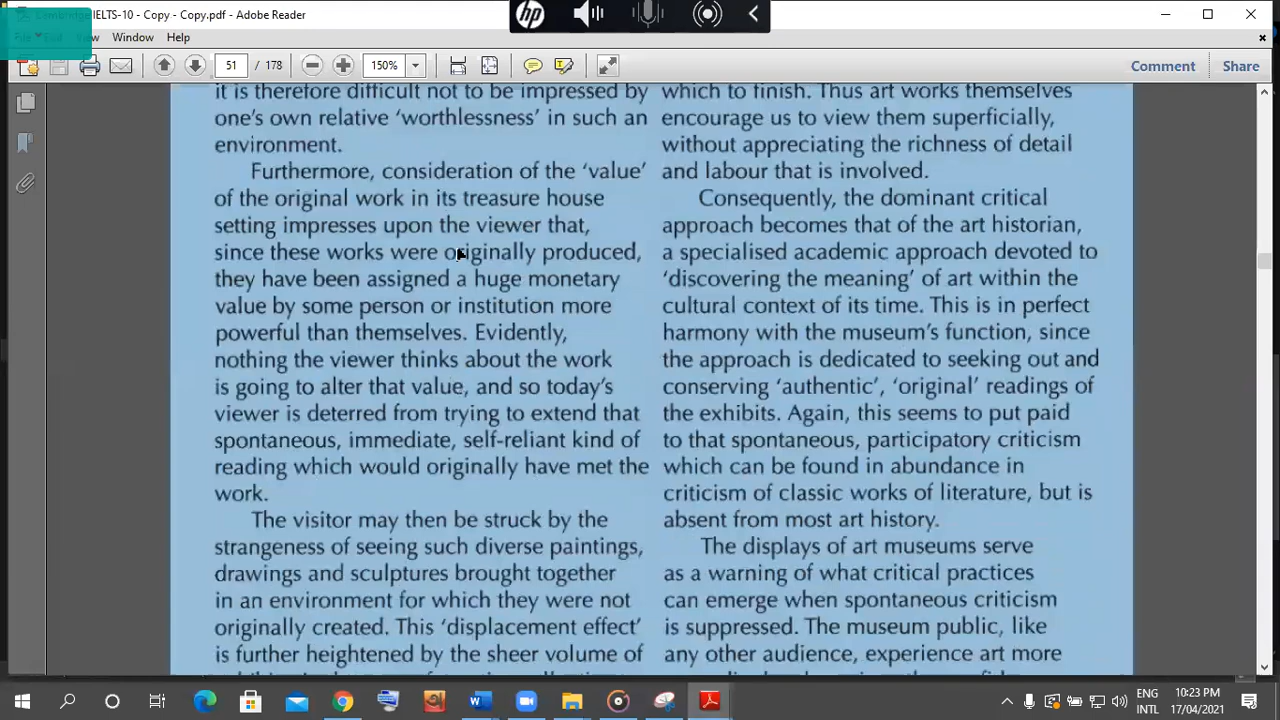 Cambridge IELTS-10 - Copy - Copy.pdf - Adobe Reader
File Edit View Window Help
51 / 178
150%
Comment Share
it is therefore difficult not to be impressed by
one's own relative 'worthlessness' in such an
environment.
Furthermore, consideration of the 'value'
of the original work in its treasure house
setting impresses upon the viewer that,
since these works were originally produced,
they have been assigned a huge monetary
value by some person or institution more
powerful than themselves. Evidently,
nothing the viewer thinks about the work
is going to alter that value, and so today's
viewer is deterred from trying to extend that
spontaneous, immediate, self-reliant kind of
reading which would originally have met the
work.
The visitor may then be struck by the
strangeness of seeing such diverse paintings,
drawings and sculptures brought together
in an environment for which they were not
originally created. This 'displacement effect'
is further heightened by the sheer volume of
which to finish. Thus art works themselves
encourage us to view them superficially,
without appreciating the richness of detail
and labour that is involved.
Consequently, the dominant critical
approach becomes that of the art historian,
a specialised academic approach devoted to
'discovering the meaning' of art within the
cultural context of its time. This is in perfect
harmony with the museum's function, since
the approach is dedicated to seeking out and
conserving 'authentic', 'original' readings of
the exhibits. Again, this seems to put paid
to that spontaneous, participatory criticism
which can be found in abundance in
criticism of classic works of literature, but is
absent from most art history.
The displays of art museums serve
as a warning of what critical practices
can emerge when spontaneous criticism
is suppressed. The museum public, like
any other audience, experience art more
hp
ENG
INTL
10:23 PM
17/04/2021